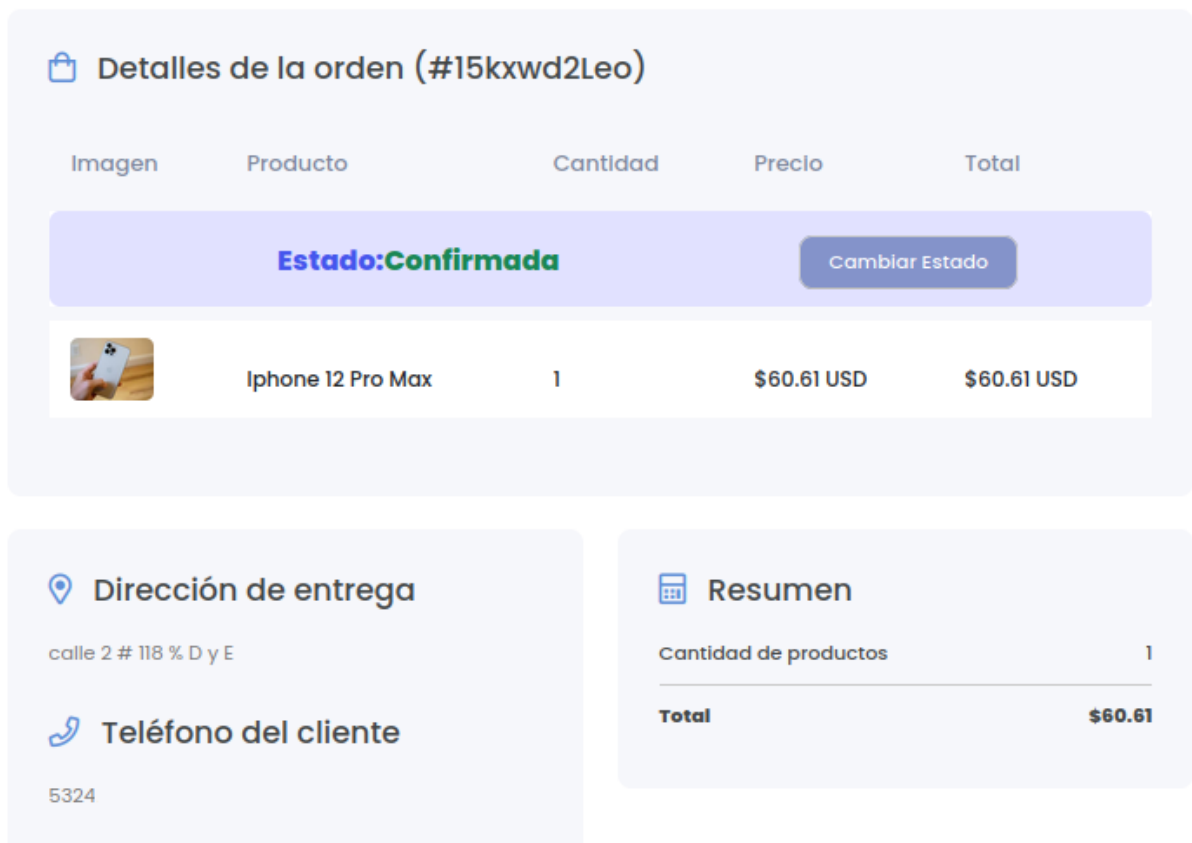 Detalles de la orden (#15kxwd2Leo)
Imagen Producto Cantidad Precio Total
Estado:Confirmada Cambiar Estado
Iphone 12 Pro Max 1 $60.61 USD $60.61 USD
Dirección de entrega
calle 2 # 118 % D y E
Teléfono del cliente
5324
Resumen
Cantidad de productos 1
Total $60.61